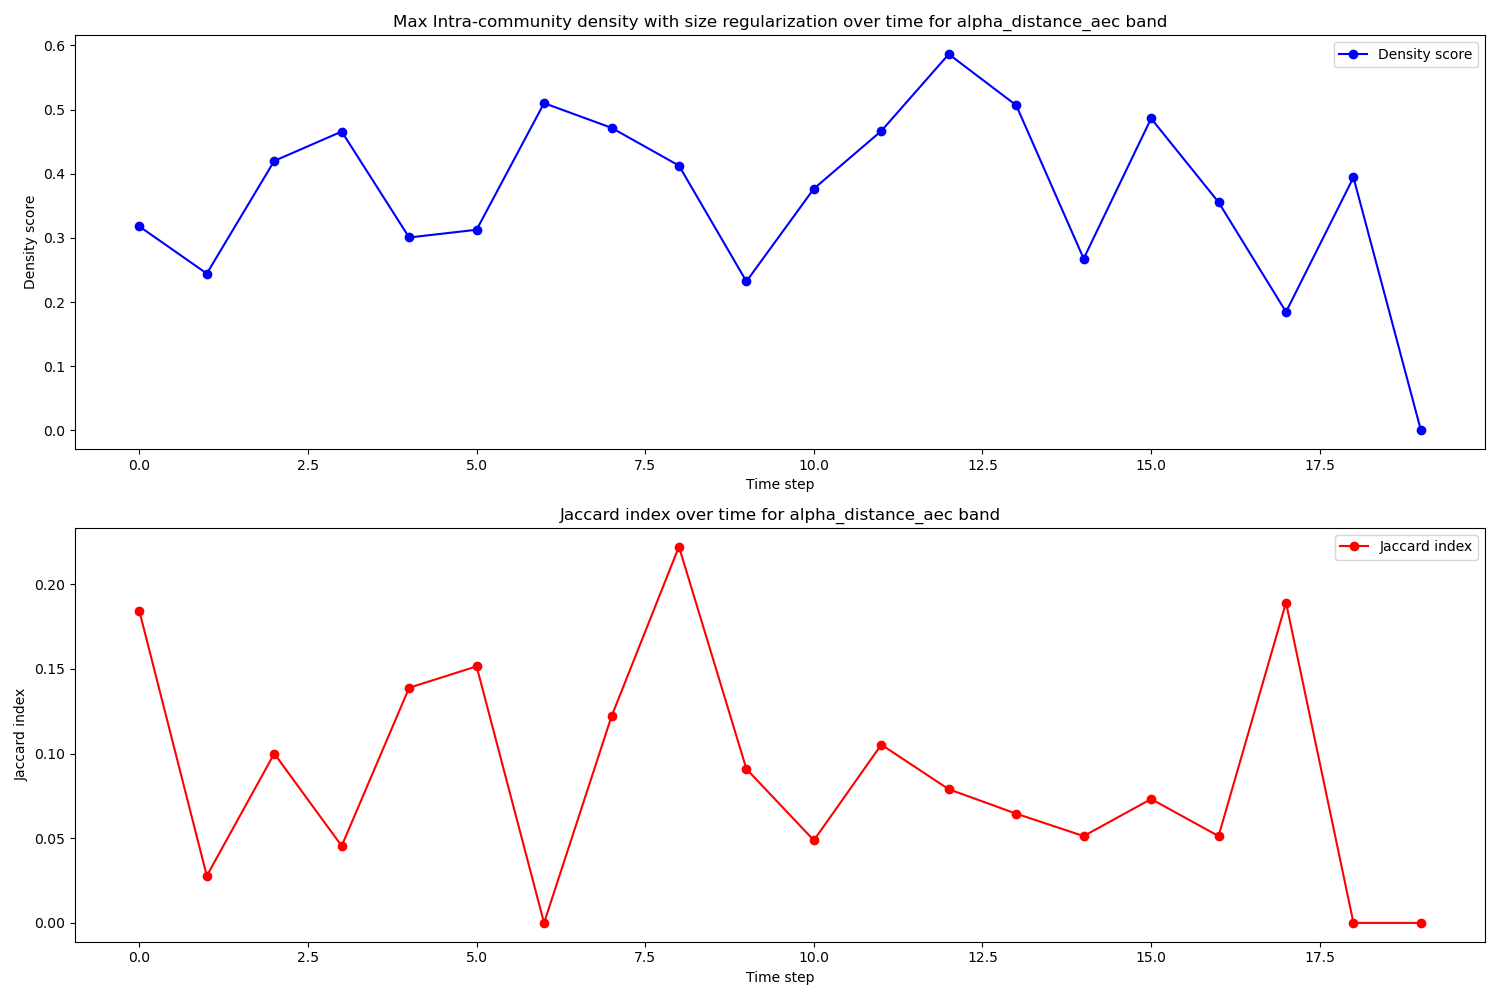 Max Intra-community density with size regularization over time for alpha_distance_aec band
Density score
0.6
0.5
0.4
0.3
0.2
0.1
0.0
Density score
0.0 2.5 5.0 7.5 10.0 12.5 15.0 17.5
Time step
Jaccard index over time for alpha_distance_aec band
Jaccard index
0.20
0.15
0.10
0.05
0.00
Jaccard index
0.0 2.5 5.0 7.5 10.0 12.5 15.0 17.5
Time step